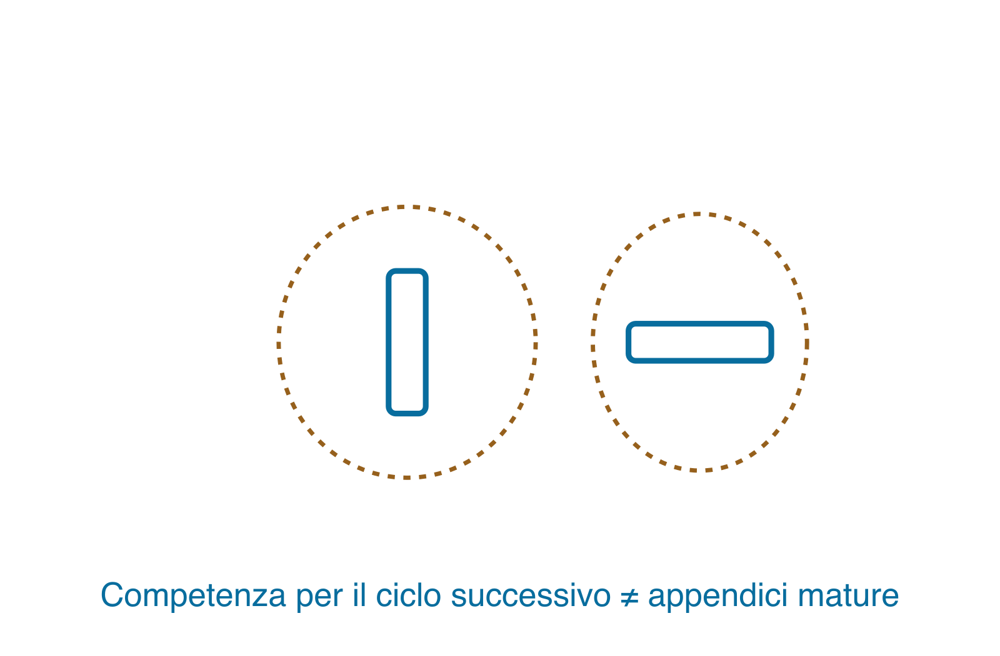 Competenza per il ciclo successivo ≠ appendici mature